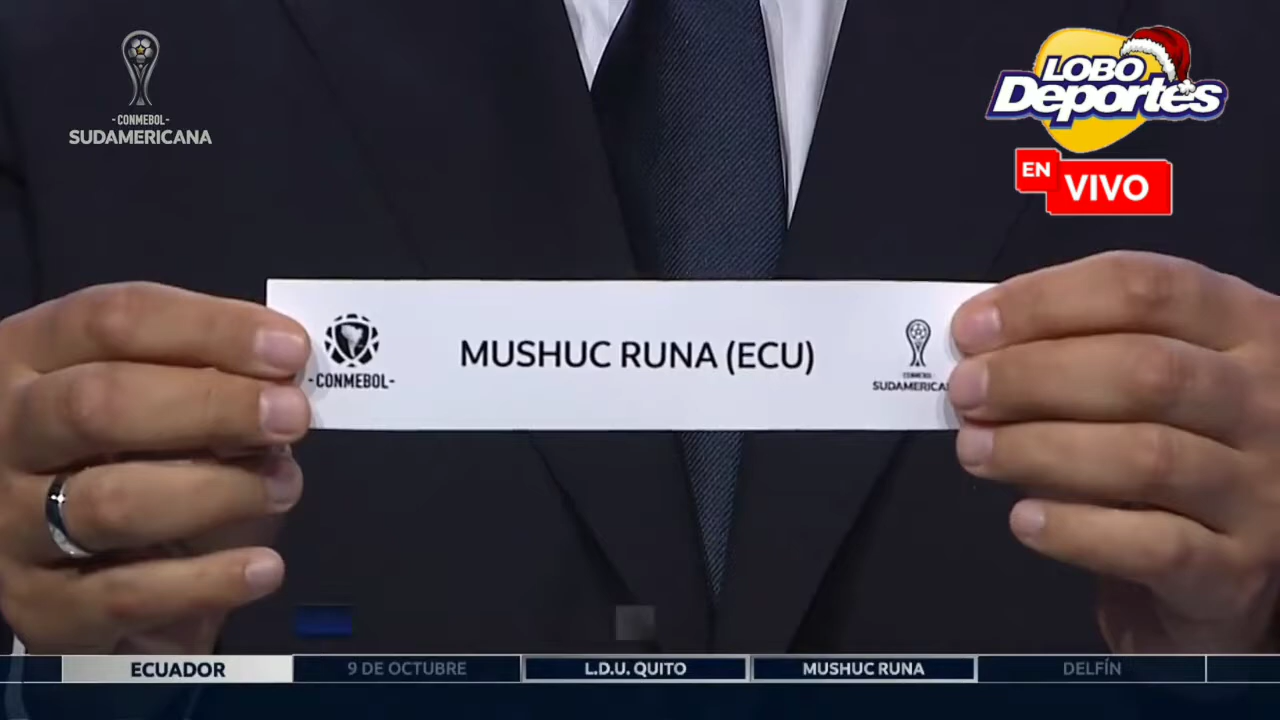 -CONMEBOL-
SUDAMERICANA
LOBO
Deportes
EN
VIVO
MUSHUC RUNA (ECU)
-CONMEBOL-
CONMEBOL
SUDAMERICA
ECUADOR
9 DE OCTUBRE
L.D.U. QUITO
MUSHUC RUNA
DELFÍN